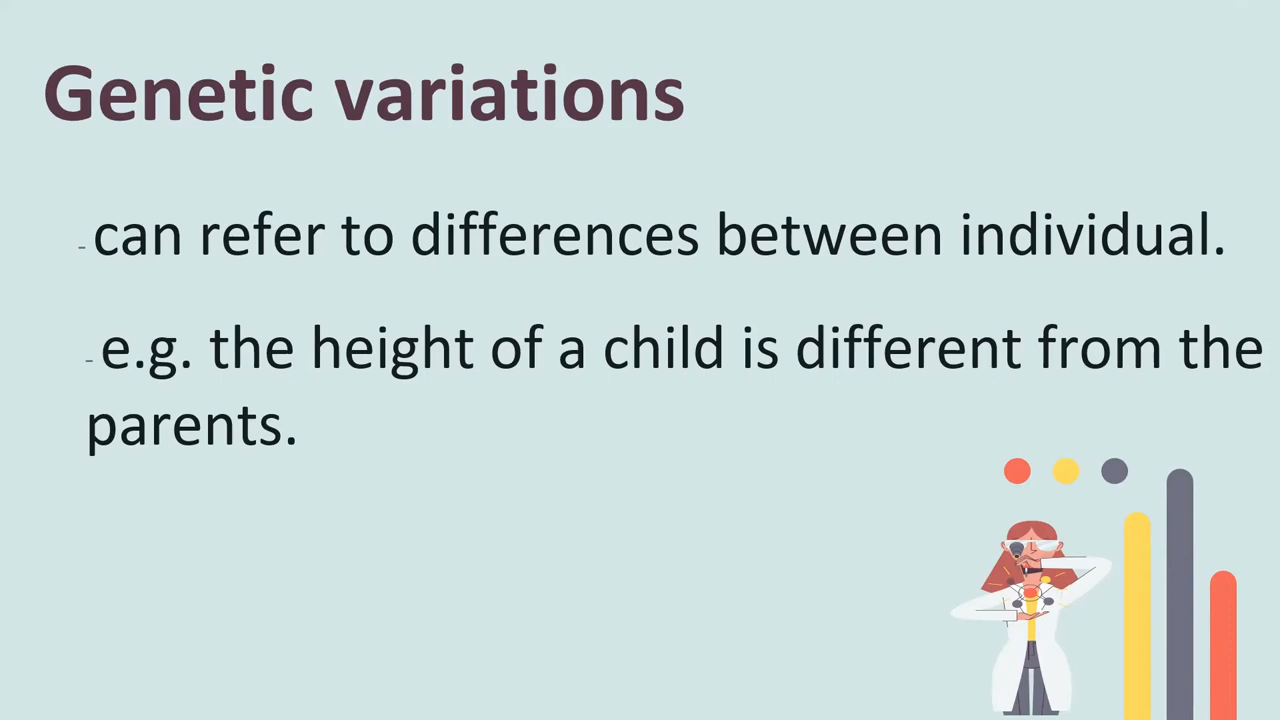 Genetic variations
- can refer to differences between individual.
- e.g. the height of a child is different from the
parents.